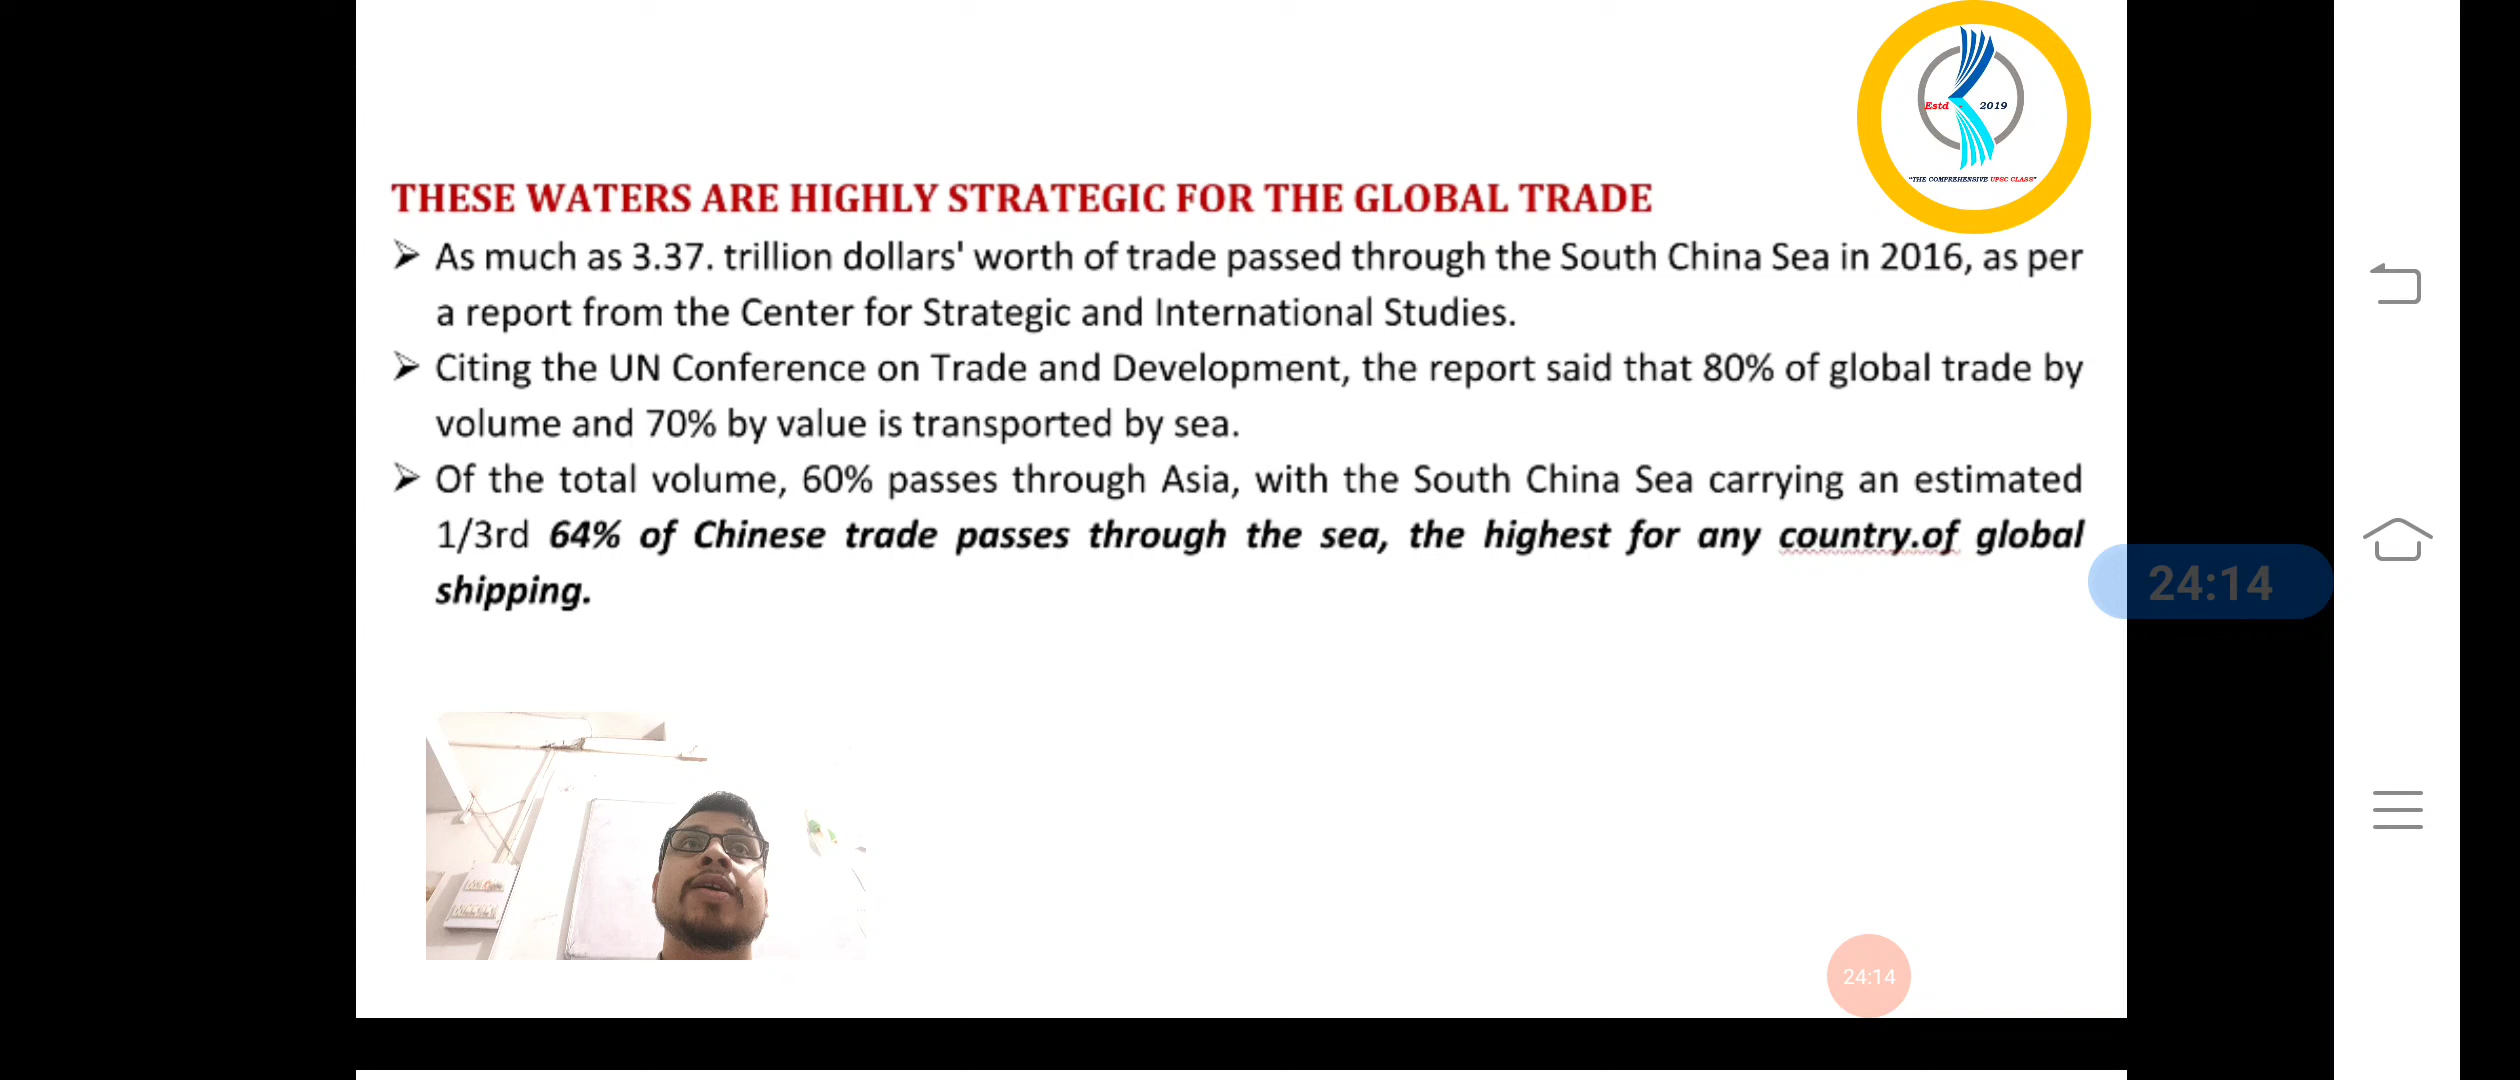 Estd - 2019
"THE COMPREHENSIVE UPSC CLASS"
THESE WATERS ARE HIGHLY STRATEGIC FOR THE GLOBAL TRADE
➢ As much as 3.37. trillion dollars' worth of trade passed through the South China Sea in 2016, as per
a report from the Center for Strategic and International Studies.
➢ Citing the UN Conference on Trade and Development, the report said that 80% of global trade by
volume and 70% by value is transported by sea.
➢ Of the total volume, 60% passes through Asia, with the South China Sea carrying an estimated
1/3rd 64% of Chinese trade passes through the sea, the highest for any country.of global
shipping.
24:14
24:14